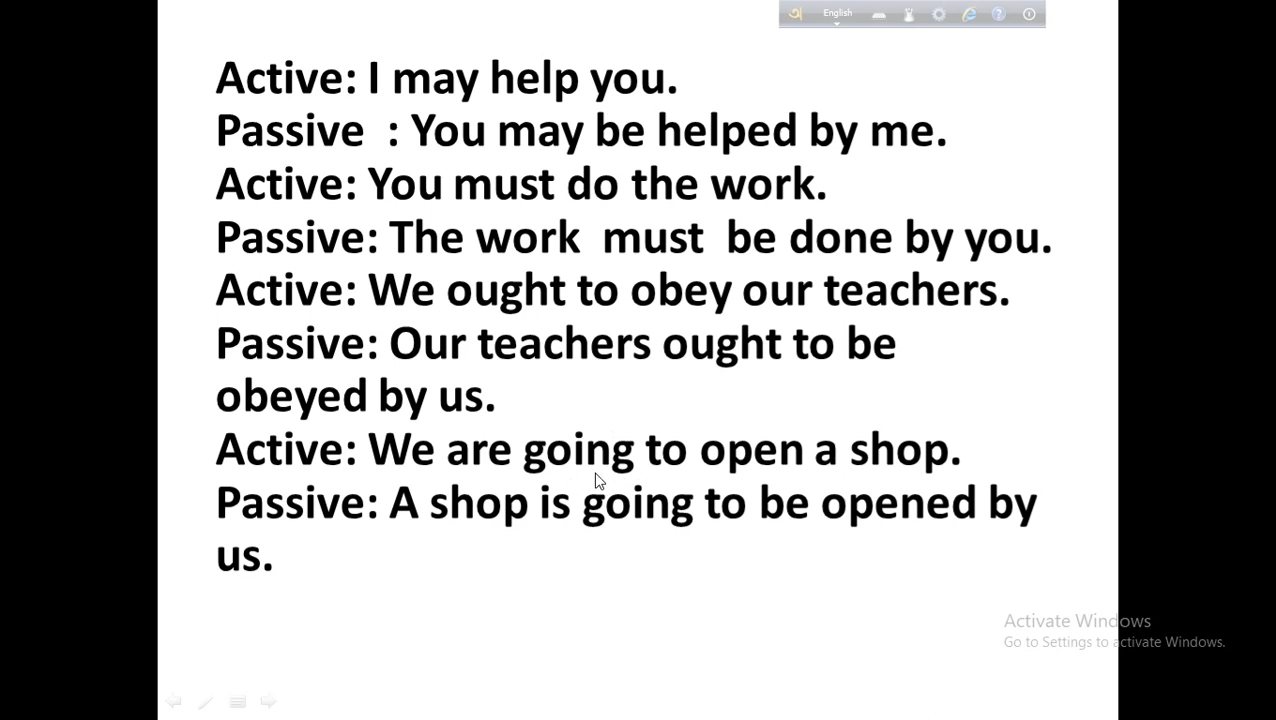 অ English
Active: I may help you.
Passive  : You may be helped by me.
Active: You must do the work.
Passive: The work  must  be done by you.
Active: We ought to obey our teachers.
Passive: Our teachers ought to be
obeyed by us.
Active: We are going to open a shop.
Passive: A shop is going to be opened by
us.
Activate Windows
Go to Settings to activate Windows.